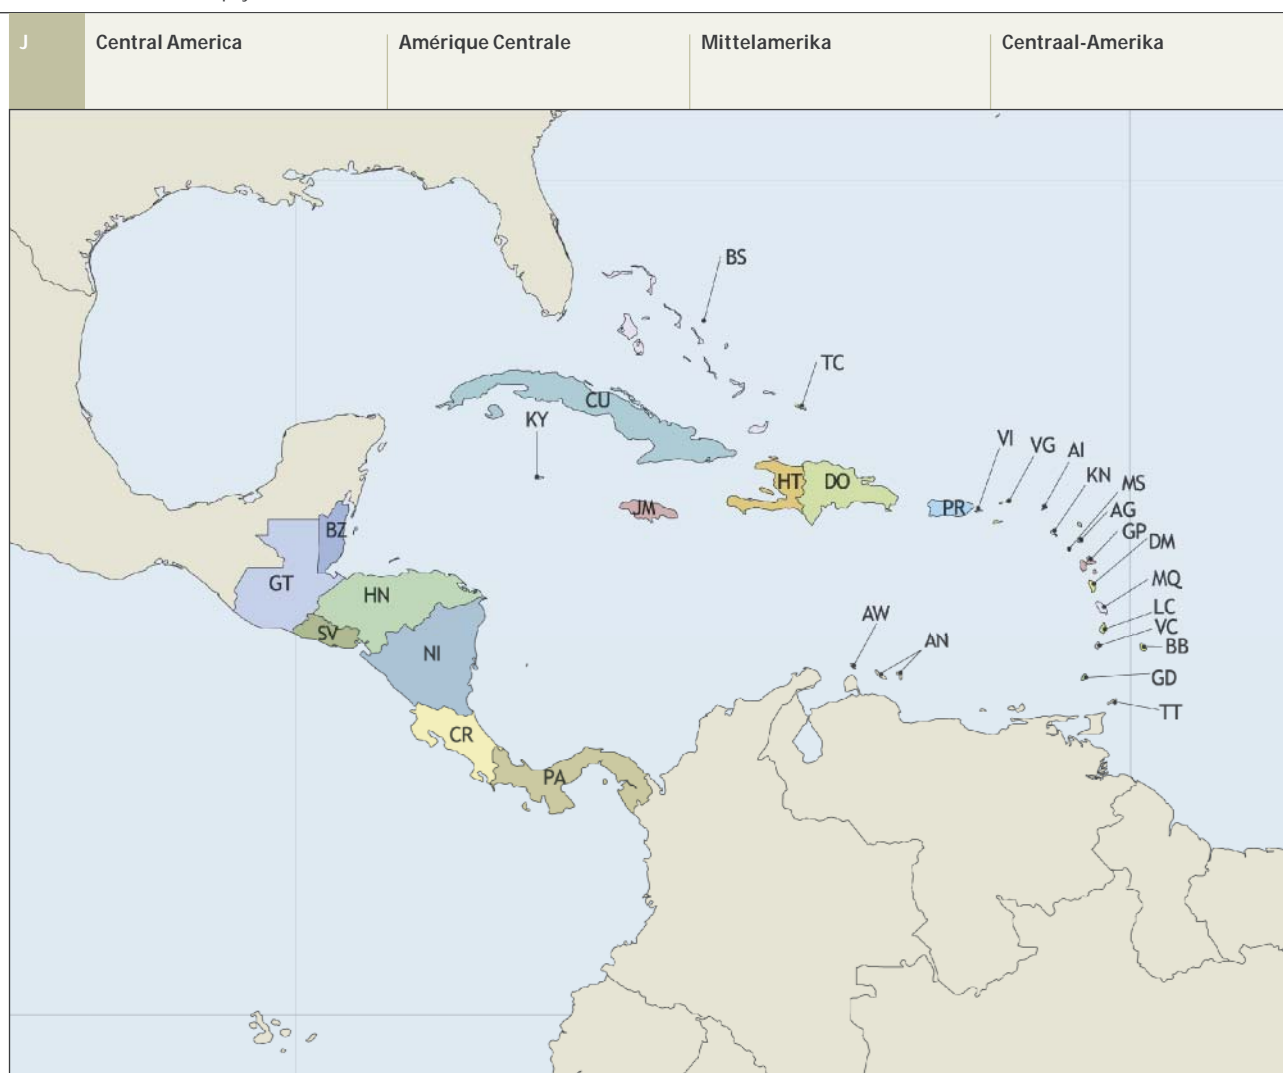 J Central America Amérique Centrale Mittelamerika Centraal-Amerika
BS
TC
CU
KY
VI
VG
AI
KN
MS
HT
DO
JM
PR
AG
GP
DM
BZ
GT
HN
MQ
SV
LC
VC
AW
AN
BB
NI
GD
TT
CR
PA